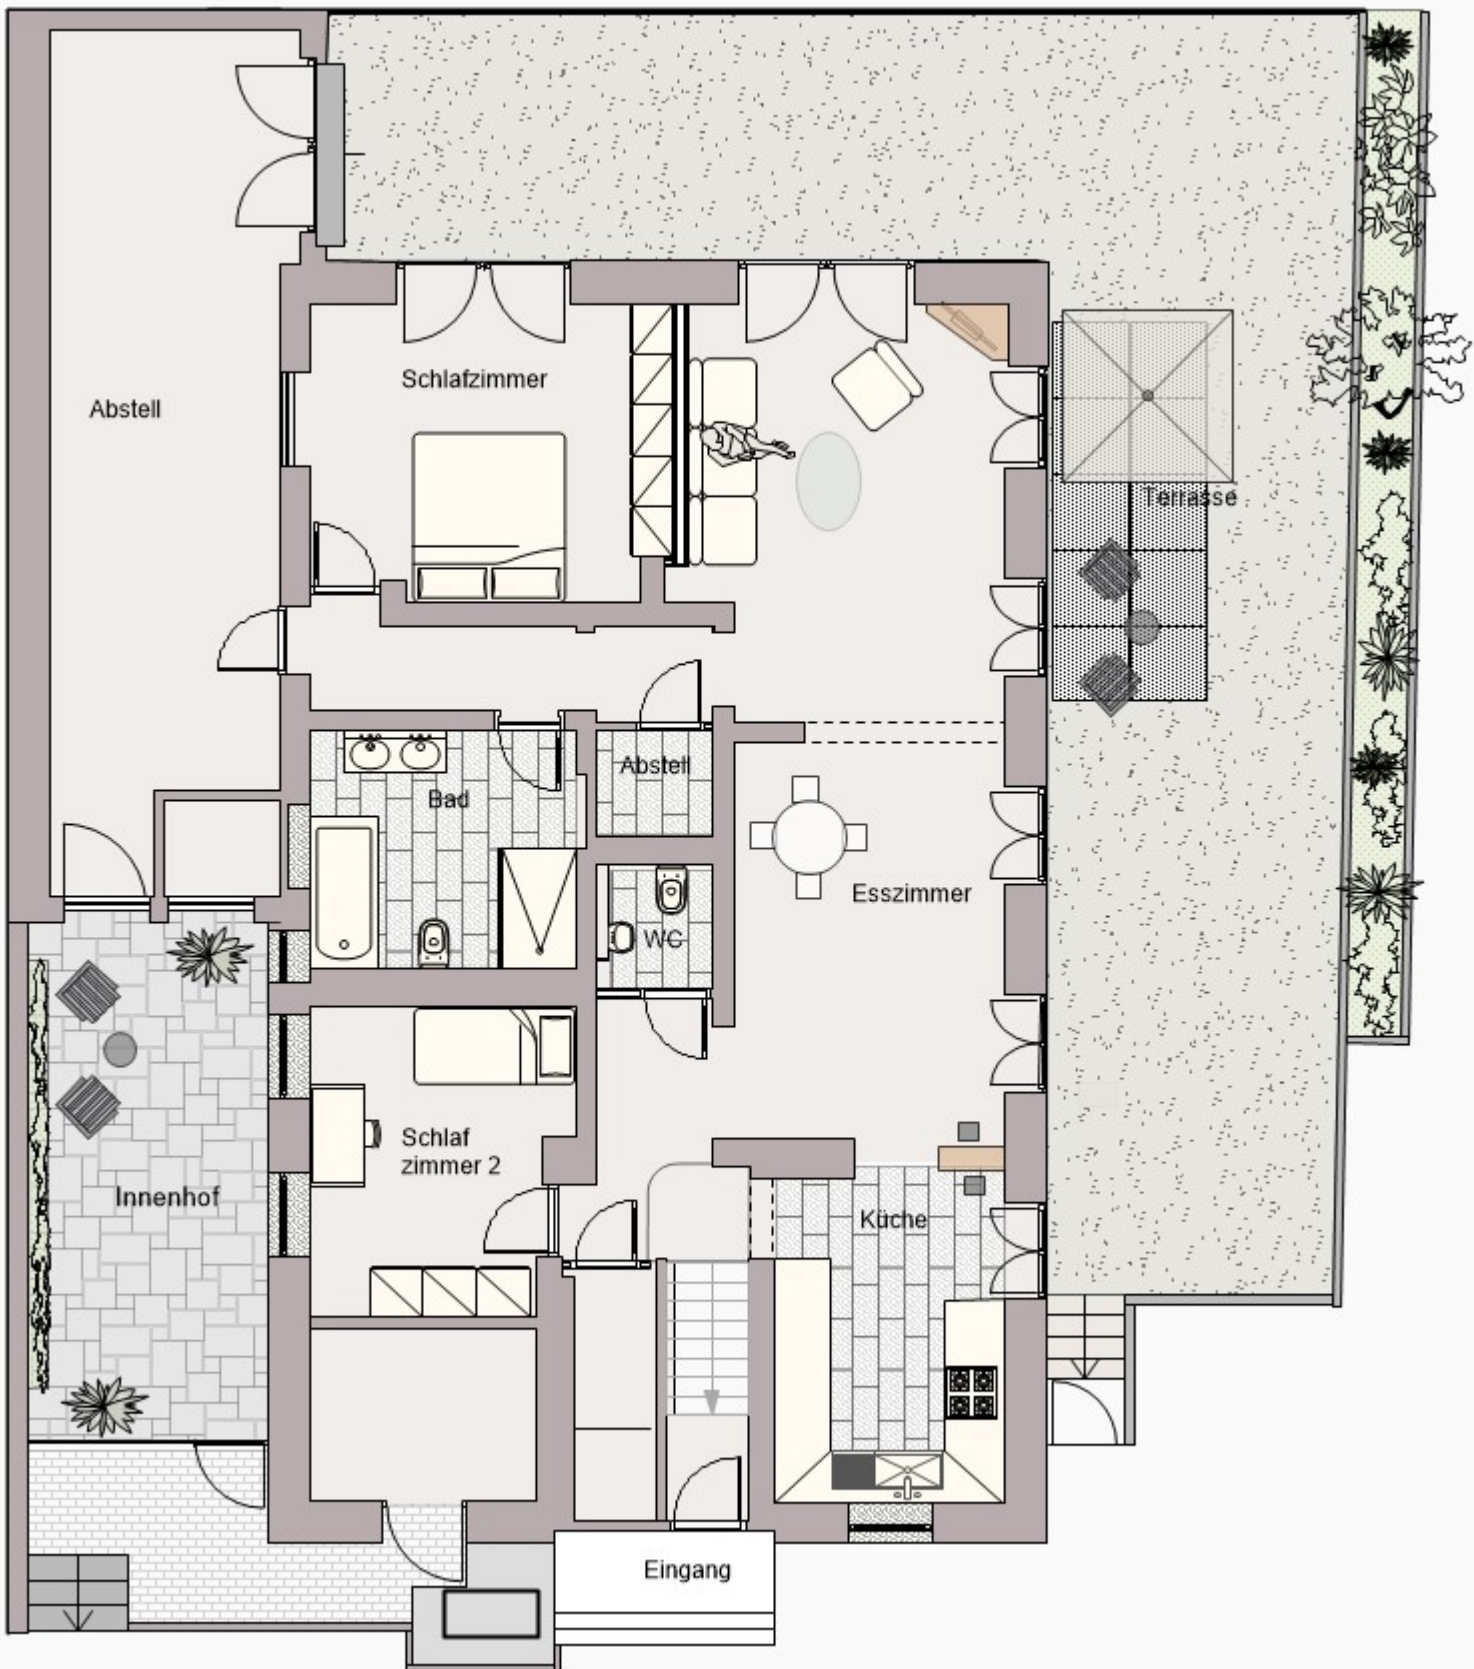 Schlafzimmer
Abstell
Terrasse
Abstell
Bad
Esszimmer
WC
Schlaf
zimmer 2
Innenhof
Küche
Eingang